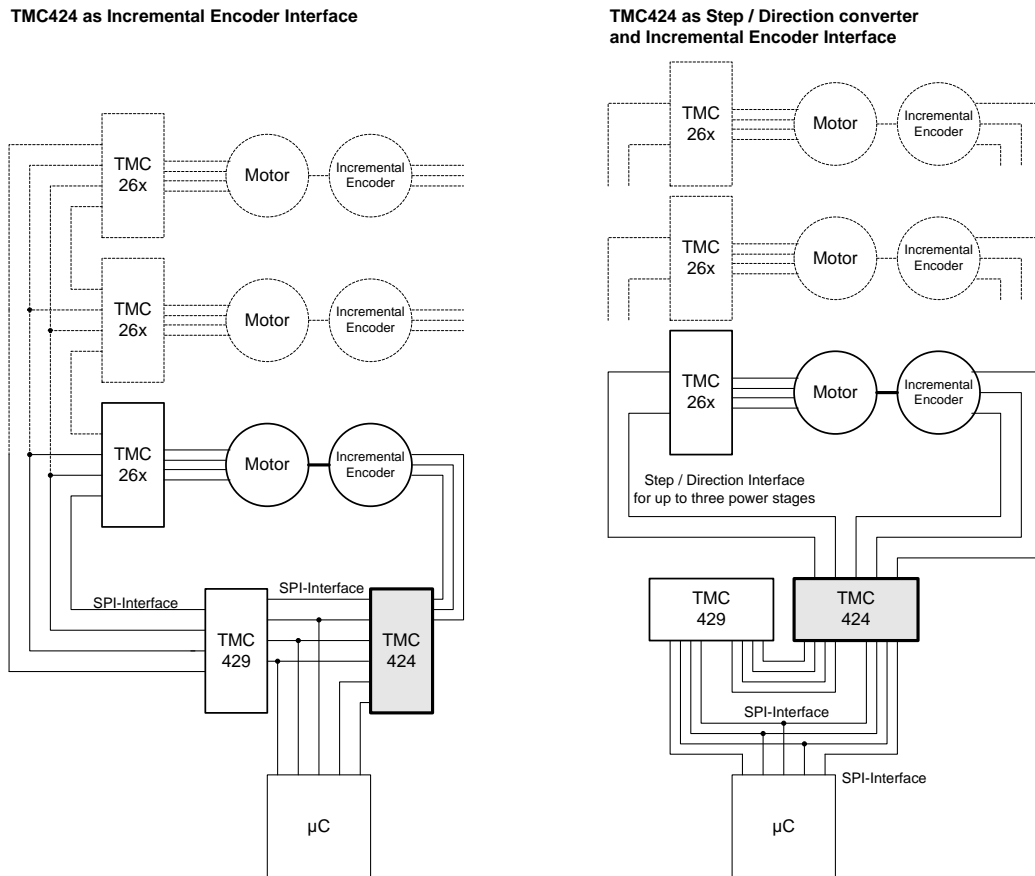 TMC424 as Incremental Encoder Interface
TMC
26x
Motor
Incremental
Encoder
TMC
26x
Motor
Incremental
Encoder
TMC
26x
Motor
Incremental
Encoder
SPI-Interface
SPI-Interface
TMC
429
TMC
424
µC
TMC424 as Step / Direction converter
and Incremental Encoder Interface
TMC
26x
Motor
Incremental
Encoder
TMC
26x
Motor
Incremental
Encoder
TMC
26x
Motor
Incremental
Encoder
Step / Direction Interface
for up to three power stages
TMC
429
TMC
424
SPI-Interface
SPI-Interface
µC